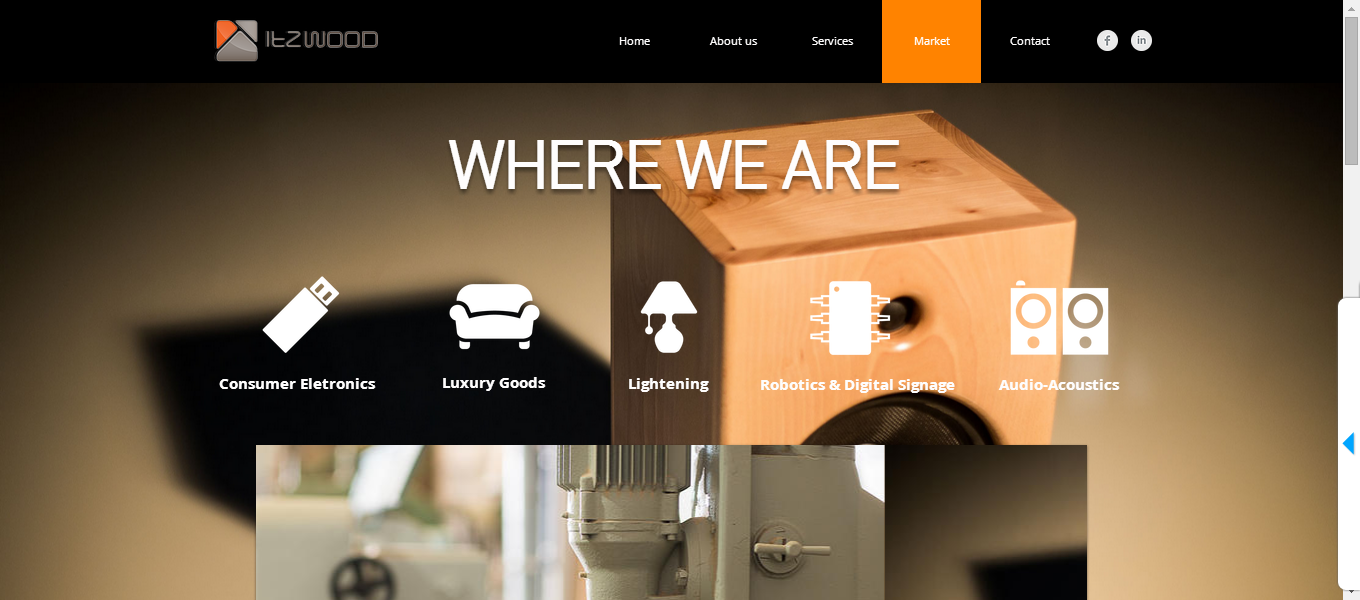 ITZWOOD
Home
About us
Services
Market
Contact
f
in
WHERE WE ARE
Consumer Eletronics
Luxury Goods
Lightening
Robotics & Digital Signage
Audio-Acoustics